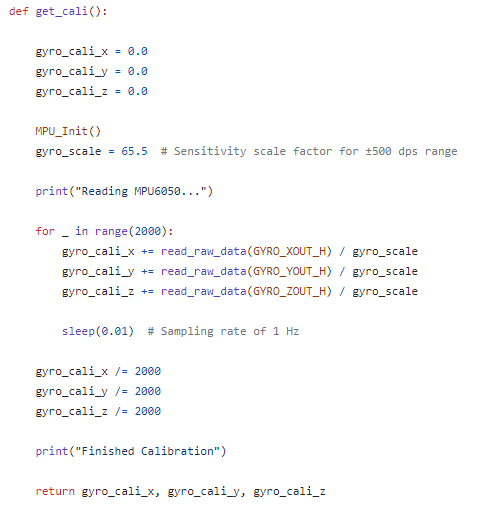 def get_cali():
gyro_cali_x = 0.0
gyro_cali_y = 0.0
gyro_cali_z = 0.0
MPU_Init()
gyro_scale = 65.5  # Sensitivity scale factor for ±500 dps range
print("Reading MPU6050...")
for _ in range(2000):
gyro_cali_x += read_raw_data(GYRO_XOUT_H) / gyro_scale
gyro_cali_y += read_raw_data(GYRO_YOUT_H) / gyro_scale
gyro_cali_z += read_raw_data(GYRO_ZOUT_H) / gyro_scale
sleep(0.01)  # Sampling rate of 1 Hz
gyro_cali_x /= 2000
gyro_cali_y /= 2000
gyro_cali_z /= 2000
print("Finished Calibration")
return gyro_cali_x, gyro_cali_y, gyro_cali_z